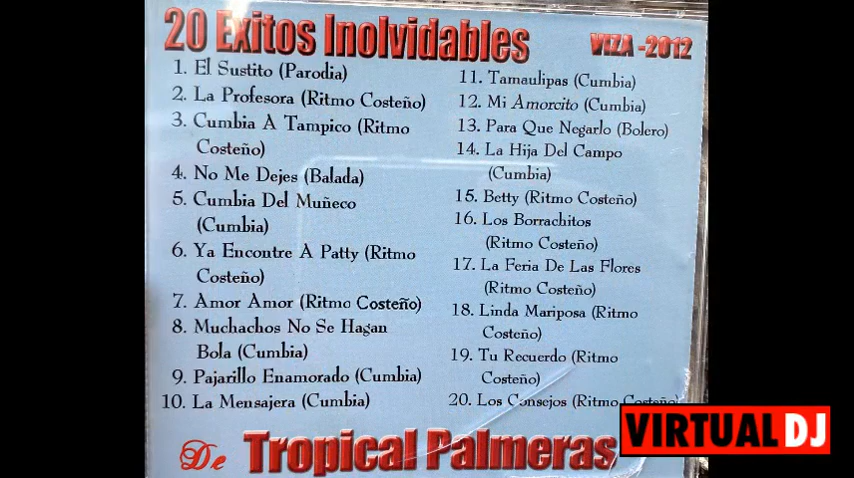 20 Exitos Inolvidables
VIZA -2012
1. El Sustito (Parodia)
2. La Profesora (Ritmo Costeño)
3. Cumbia A Tampico (Ritmo
Costeño)
4. No Me Dejes (Balada)
5. Cumbia Del Muñeco
(Cumbia)
6. Ya Encontre A Patty (Ritmo
Costeño)
7. Amor Amor (Ritmo Costeño)
8. Muchachos No Se Hagan
Bola (Cumbia)
9. Pajarillo Enamorado (Cumbia)
10. La Mensajera (Cumbia)
11. Tamaulipas (Cumbia)
12. Mi Amorcito (Cumbia)
13. Para Que Negarlo (Bolero)
14. La Hija Del Campo
(Cumbia)
15. Betty (Ritmo Costeño)
16. Los Borrachitos
(Ritmo Costeño)
17. La Feria De Las Flores
(Ritmo Costeño)
18. Linda Mariposa (Ritmo
Costeño)
19. Tu Recuerdo (Ritmo
Costeño)
20. Los Consejos (Ritmo Costeño)
De Tropical Palmeras
VIRTUAL DJ